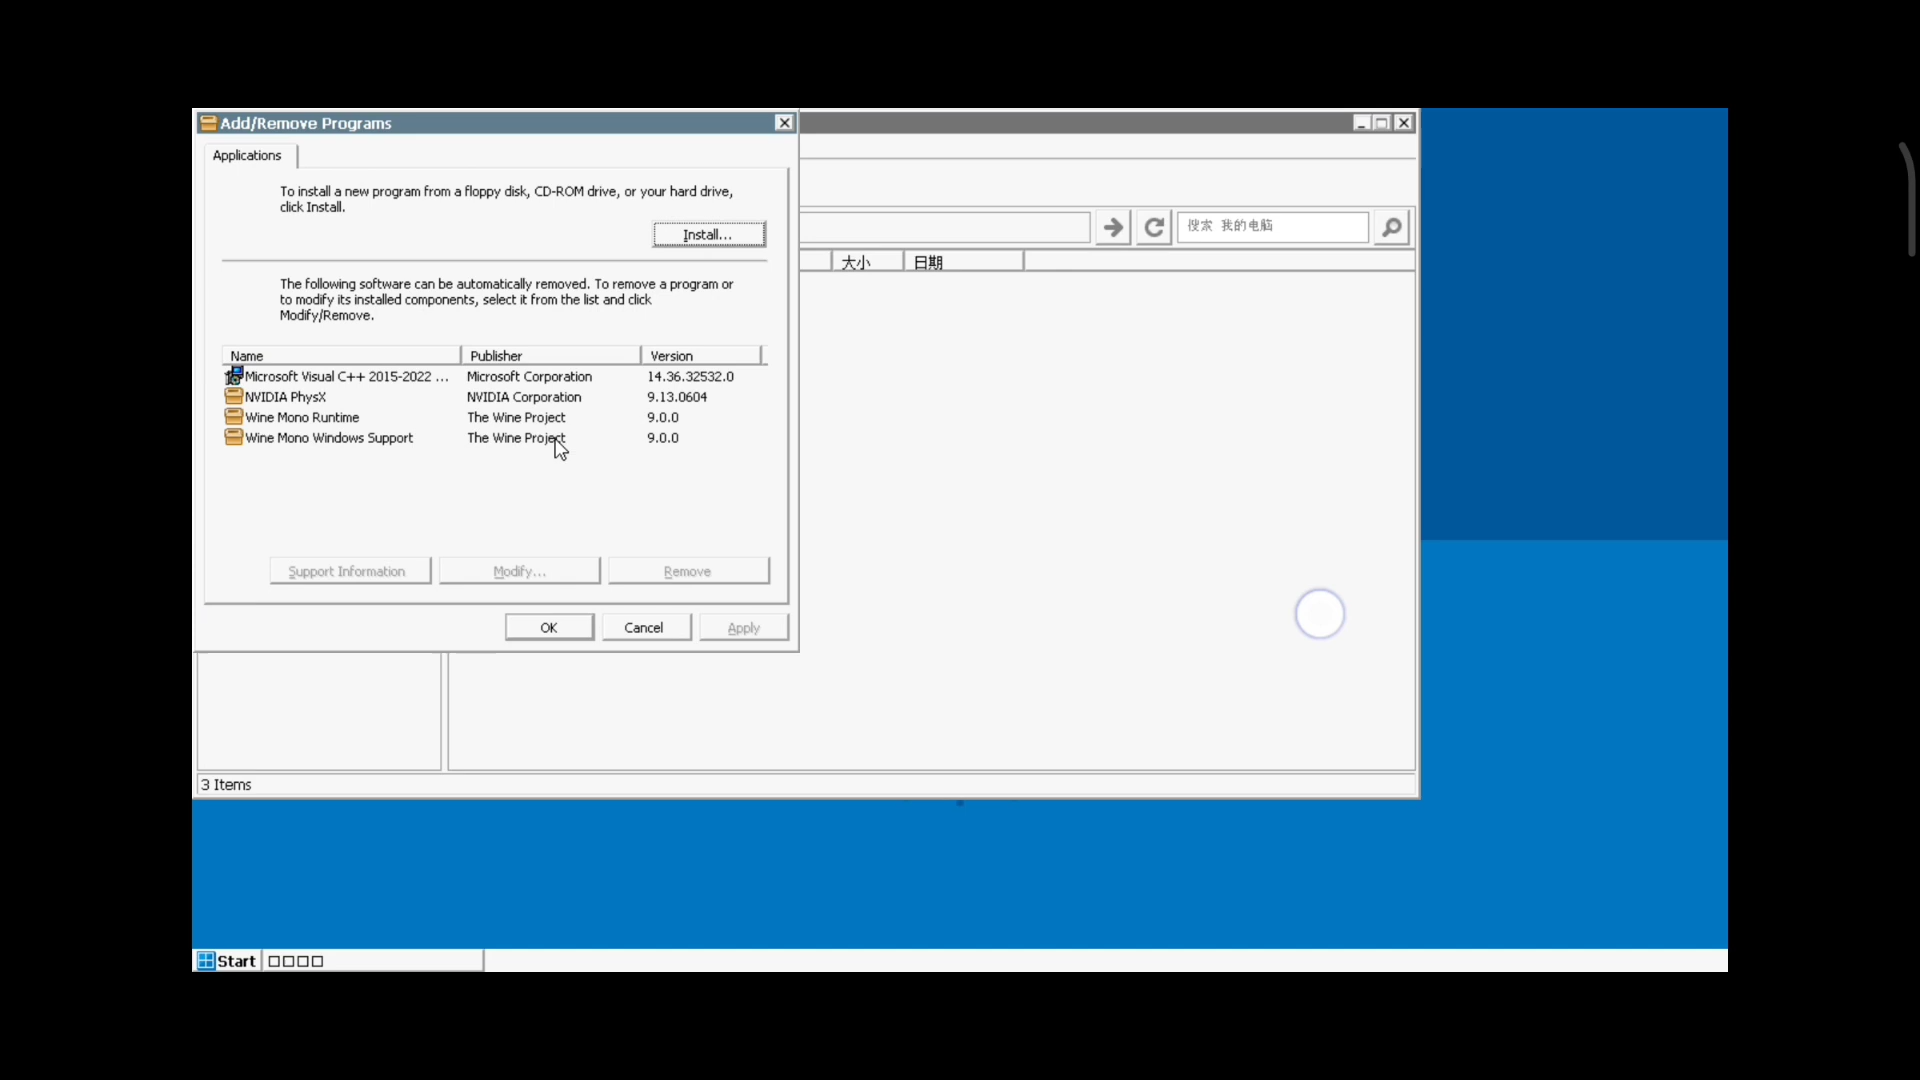 Add/Remove Programs
Applications
To install a new program from a floppy disk, CD-ROM drive, or your hard drive,
click Install.
Install...
搜索 我的电脑
大小 日期
The following software can be automatically removed. To remove a program or
to modify its installed components, select it from the list and click
Modify/Remove.
Name Publisher Version
Microsoft Visual C++ 2015-2022 ... Microsoft Corporation 14.36.32532.0
NVIDIA PhysX NVIDIA Corporation 9.13.0604
Wine Mono Runtime The Wine Project 9.0.0
Wine Mono Windows Support The Wine Project 9.0.0
Support Information Modify... Remove
OK Cancel Apply
3 Items
Start □□□□